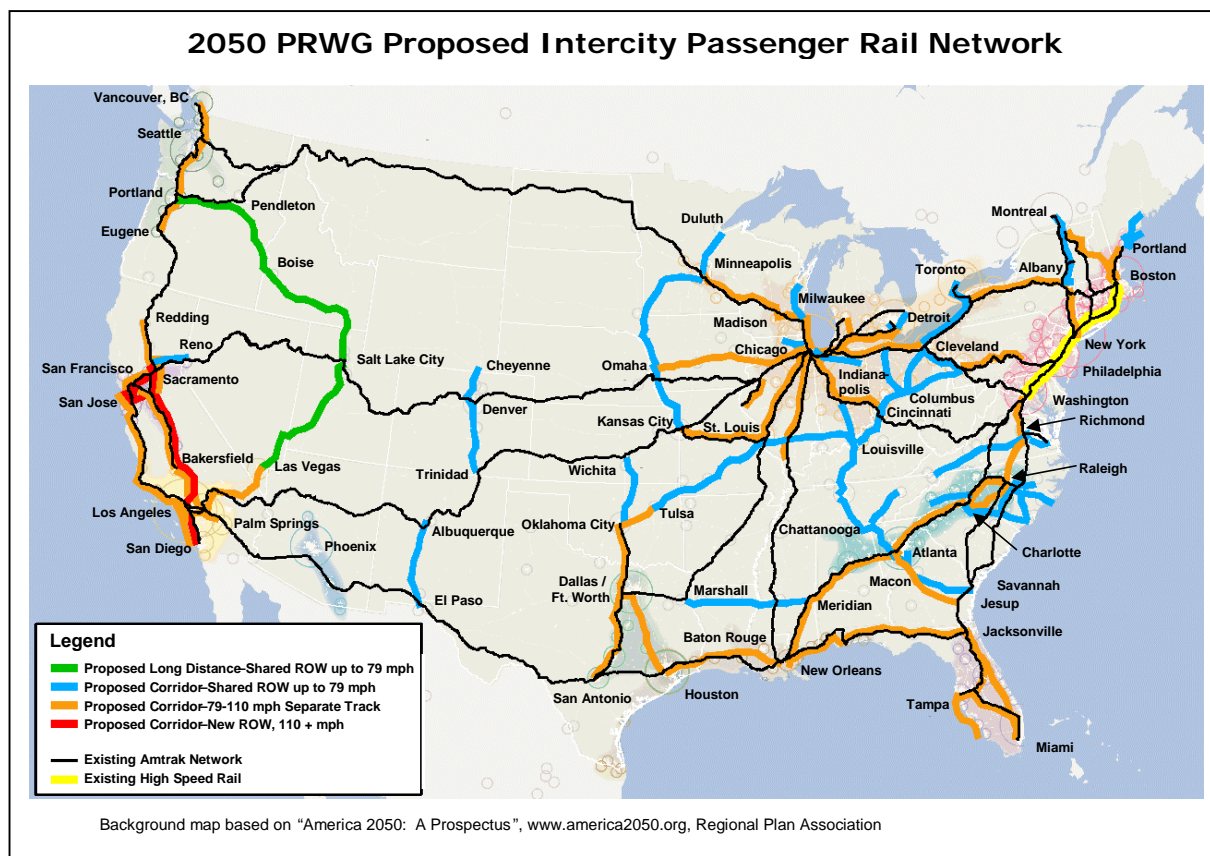 2050 PRWG Proposed Intercity Passenger Rail Network
Vancouver, BC
Seattle
Portland
Pendleton
Eugene
Boise
Redding
Reno
San Francisco
Sacramento
San Jose
Salt Lake City
Bakersfield
Las Vegas
Los Angeles
Palm Springs
San Diego
Phoenix
Cheyenne
Denver
Trinidad
Albuquerque
El Paso
Duluth
Minneapolis
Milwaukee
Madison
Chicago
Omaha
Kansas City
St. Louis
Wichita
Oklahoma City
Tulsa
Dallas /
Ft. Worth
Marshall
Baton Rouge
San Antonio
Houston
New Orleans
Meridian
Montreal
Portland
Toronto
Albany
Boston
Detroit
Cleveland
New York
Indiana
polis
Philadelphia
Columbus
Cincinnati
Washington
Richmond
Louisville
Raleigh
Chattanooga
Atlanta
Charlotte
Macon
Savannah
Jesup
Jacksonville
Tampa
Miami
Legend
Proposed Long Distance–Shared ROW up to 79 mph
Proposed Corridor–Shared ROW up to 79 mph
Proposed Corridor–79-110 mph Separate Track
Proposed Corridor–New ROW, 110 + mph
Existing Amtrak Network
Existing High Speed Rail
Background map based on “America 2050: A Prospectus”, www.america2050.org, Regional Plan Association